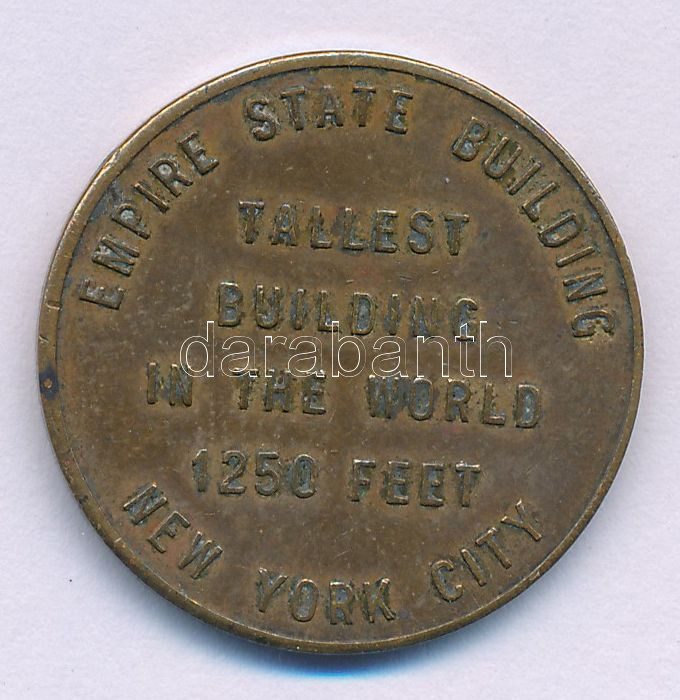 EMPIRE STATE BUILDING
TALLEST
BUILDING
darabanth
IN THE WORLD
1250 FEET
NEW YORK CITY